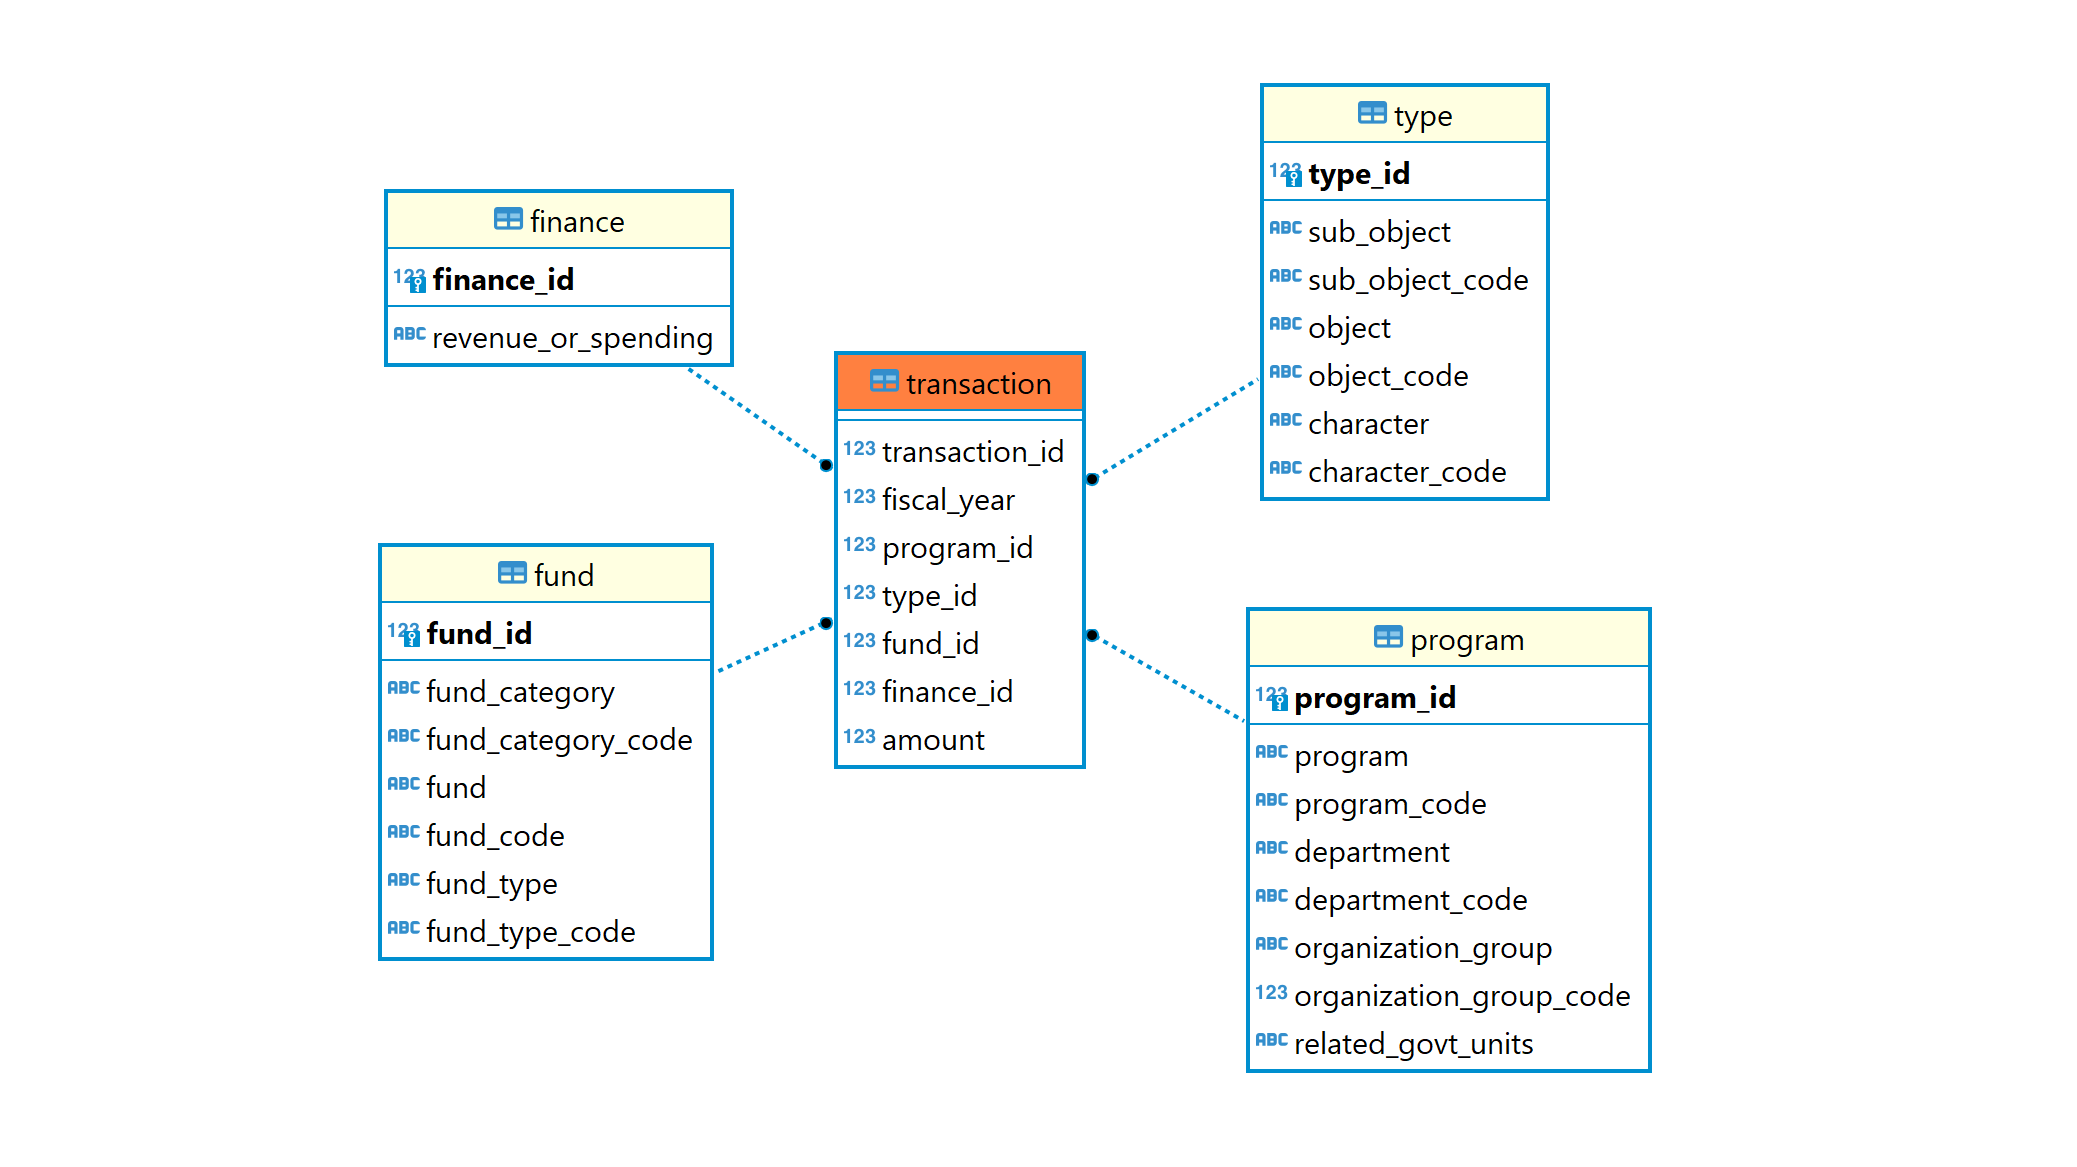 finance
123 finance_id
ABC revenue_or_spending
fund
123 fund_id
ABC fund_category
ABC fund_category_code
ABC fund
ABC fund_code
ABC fund_type
ABC fund_type_code
transaction
123 transaction_id
123 fiscal_year
123 program_id
123 type_id
123 fund_id
123 finance_id
123 amount
type
123 type_id
ABC sub_object
ABC sub_object_code
ABC object
ABC object_code
ABC character
ABC character_code
program
123 program_id
ABC program
ABC program_code
ABC department
ABC department_code
ABC organization_group
123 organization_group_code
ABC related_govt_units